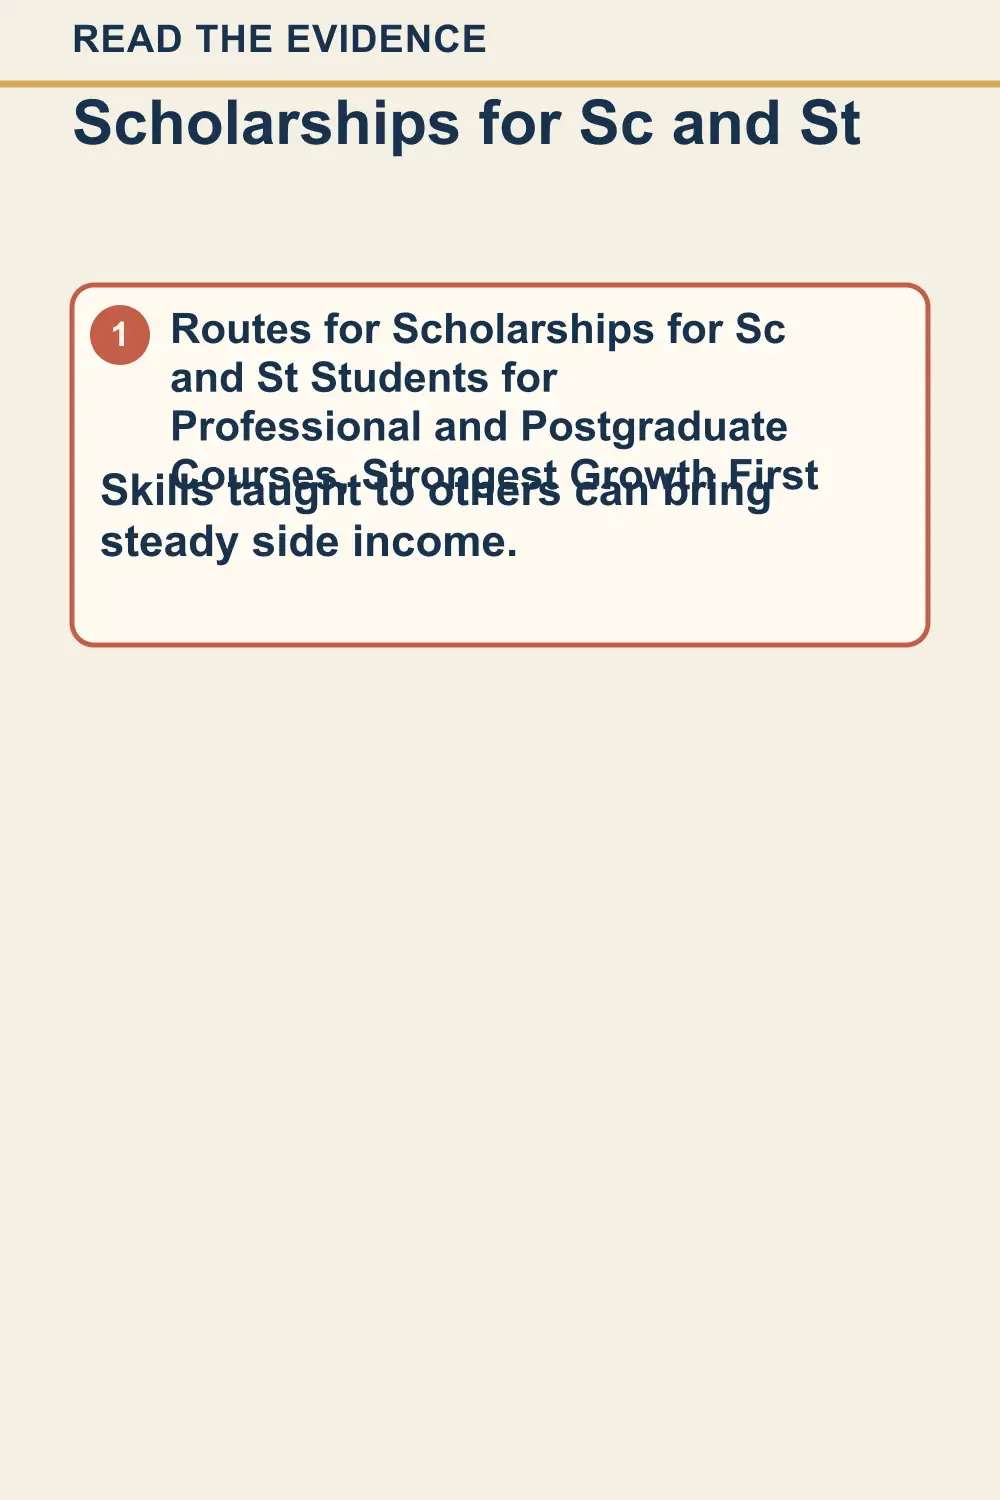 READ THE EVIDENCE
Scholarships for Sc and St
1
Routes for Scholarships for Sc
and St Students for
Professional and Postgraduate
Courses, Strongest Growth First
Skills taught to others can bring
steady side income.